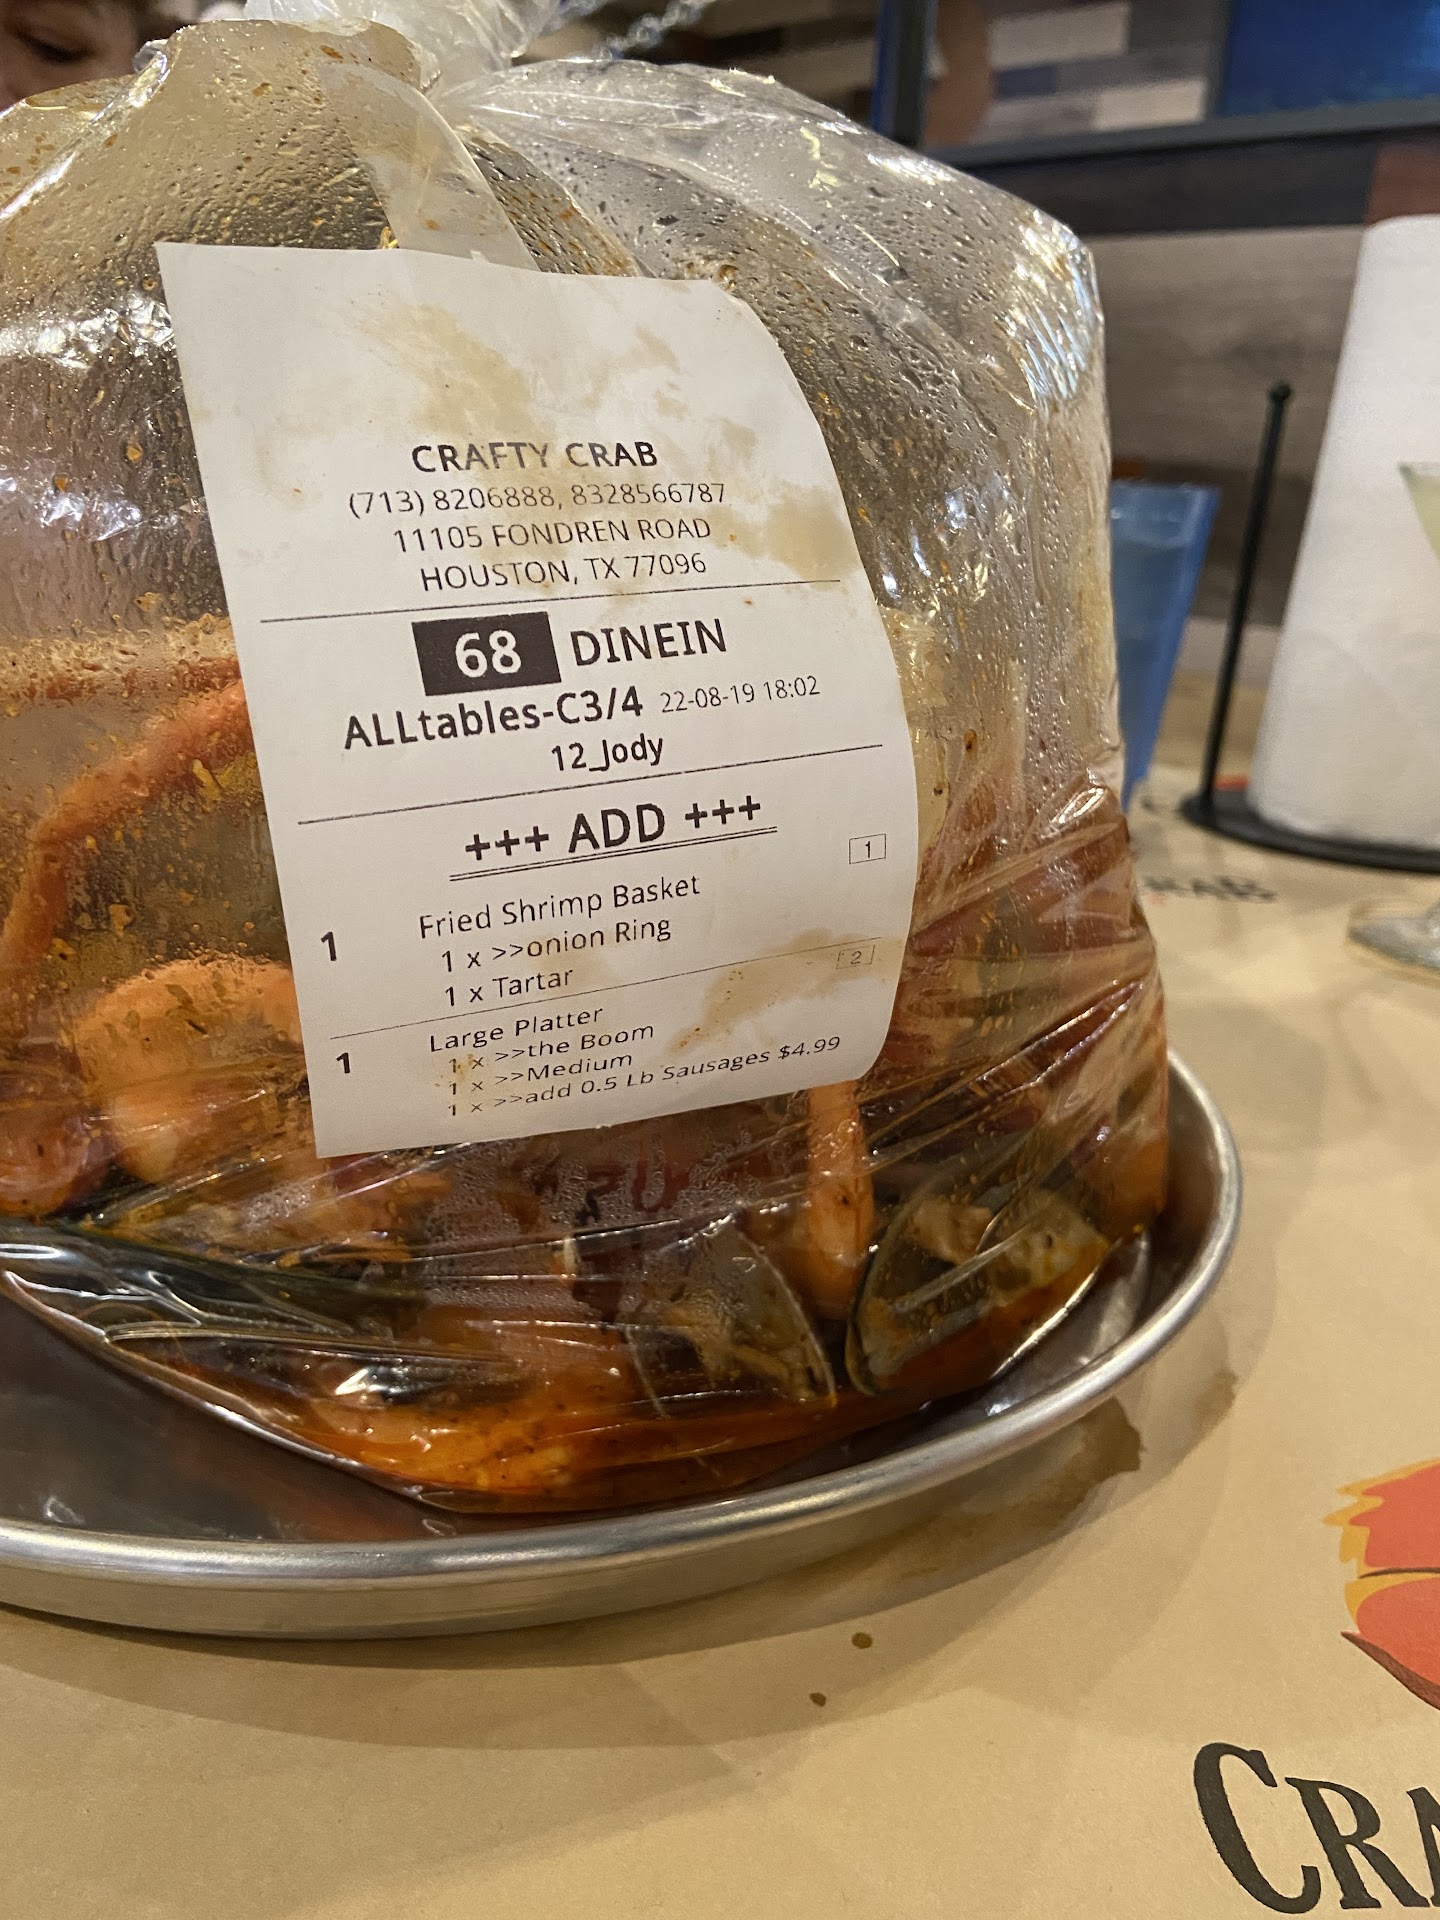 CRAFTY CRAB
(713) 8206888, 8328566787
11105 FONDREN ROAD
HOUSTON, TX 77096
68 DINEIN
ALLtables-C3/4 22-08-19 18:02
12_Jody
+++ ADD +++
1
1 Fried Shrimp Basket
1 x >>onion Ring
1 x Tartar
2
1 Large Platter
1 x >>the Boom
1 x >>Medium
1 x >>add 0.5 Lb Sausages $4.99
RAB
CRA